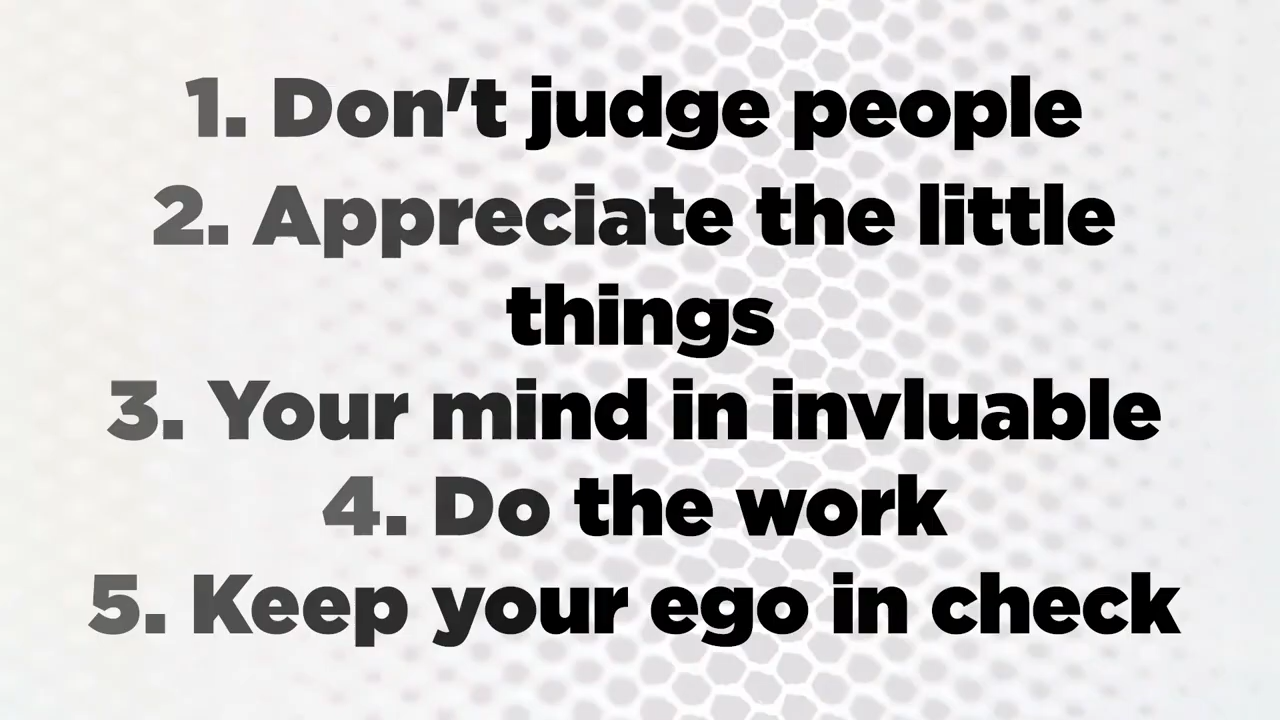 1. Don't judge people
2. Appreciate the little
things
3. Your mind in invluable
4. Do the work
5. Keep your ego in check